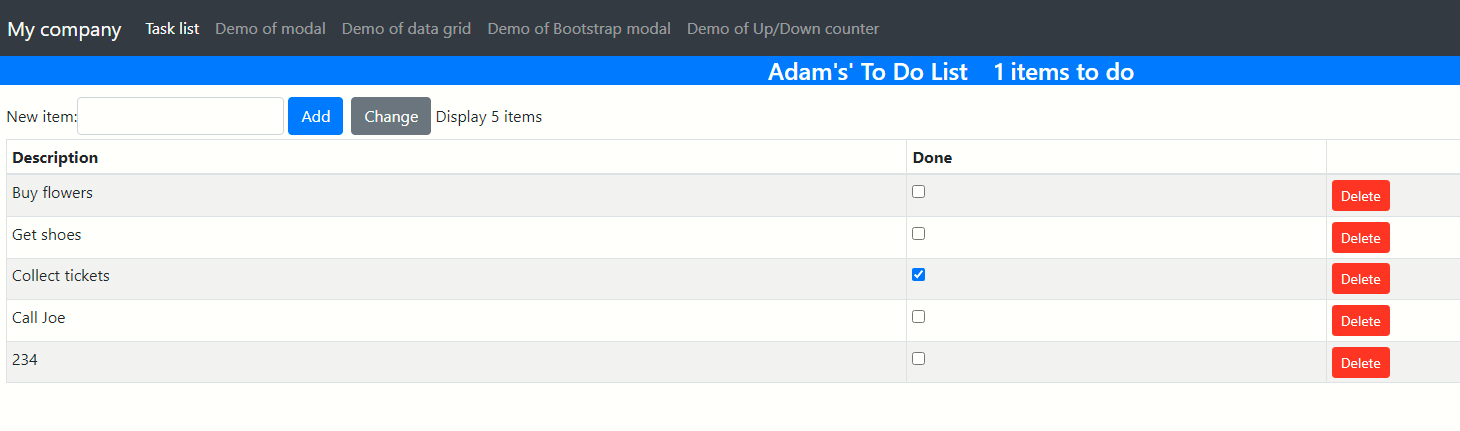 My company Task list Demo of modal Demo of data grid Demo of Bootstrap modal Demo of Up/Down counter
Adam's' To Do List 1 items to do
New item: Add Change Display 5 items
Description Done
Buy flowers Delete
Get shoes Delete
Collect tickets Delete
Call Joe Delete
234 Delete